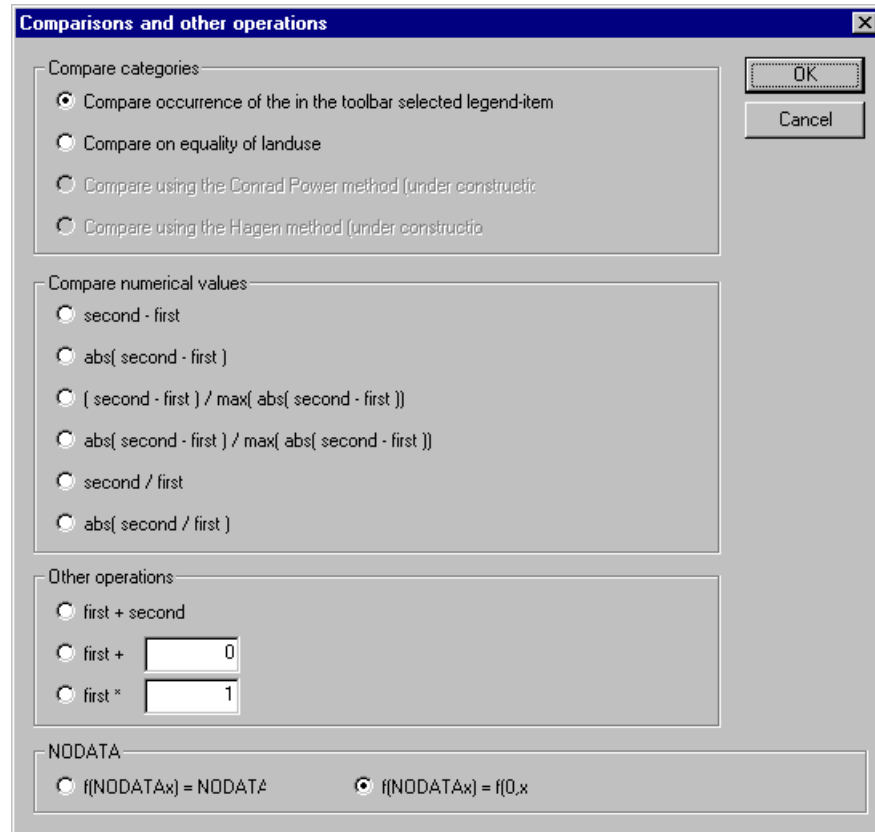 Comparisons and other operations
Compare categories
OK
Compare occurrence of the in the toolbar selected legend-item
Cancel
Compare on equality of landuse
Compare using the Conrad Power method (under constructic
Compare using the Hagen method (under constructio
Compare numerical values
second - first
abs( second - first )
( second - first ) / max( abs( second - first ))
abs( second - first ) / max( abs( second - first ))
second / first
abs( second / first )
Other operations
first + second
first + 0
first * 1
NODATA
f(NODATAx) = NODATA f(NODATAx) = f(0,x